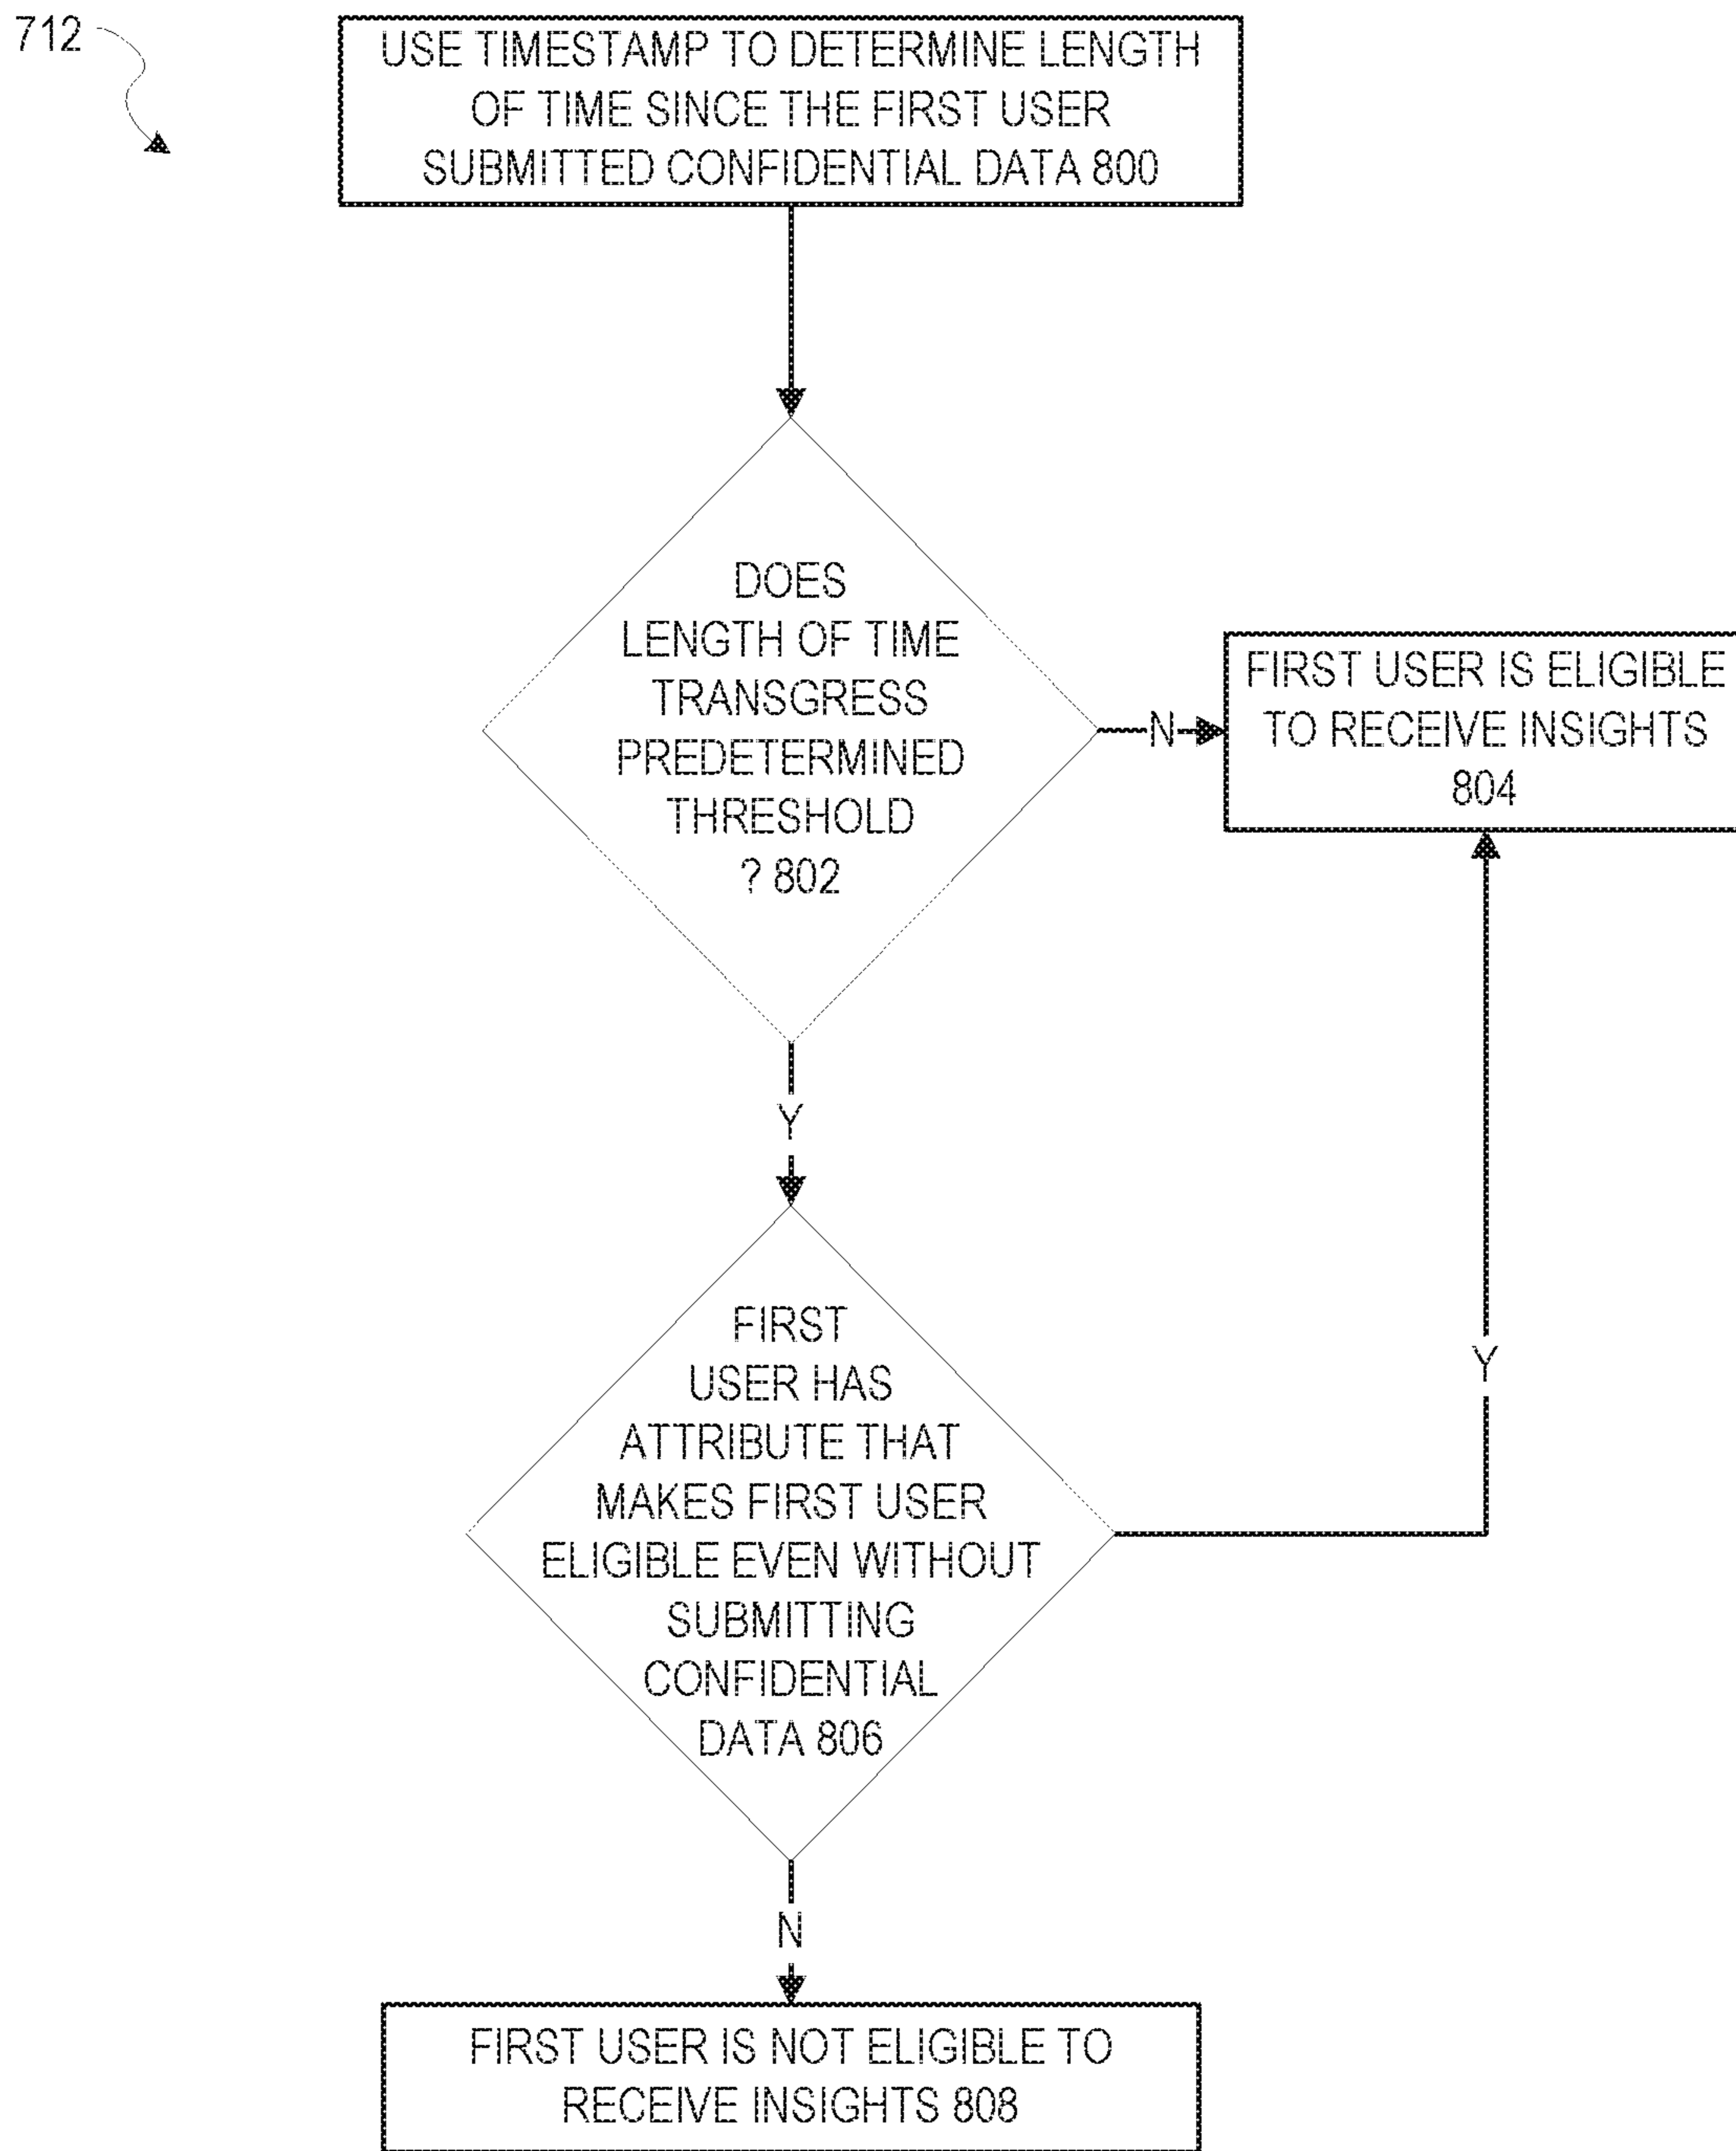 712
USE TIMESTAMP TO DETERMINE LENGTH
OF TIME SINCE THE FIRST USER
SUBMITTED CONFIDENTIAL DATA 800
DOES
LENGTH OF TIME
TRANSGRESS
PREDETERMINED
THRESHOLD
? 802
N
FIRST USER IS ELIGIBLE
TO RECEIVE INSIGHTS
804
Y
FIRST
USER HAS
ATTRIBUTE THAT
MAKES FIRST USER
ELIGIBLE EVEN WITHOUT
SUBMITTING
CONFIDENTIAL
DATA 806
Y
N
FIRST USER IS NOT ELIGIBLE TO
RECEIVE INSIGHTS 808